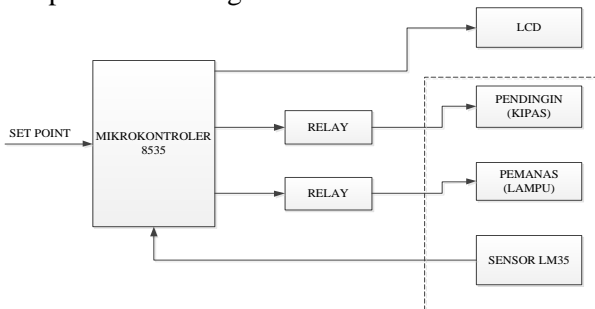 LCD
PENDINGIN
(KIPAS)
RELAY
SET POINT
MIKROKONTROLER
8535
PEMANAS
(LAMPU)
RELAY
SENSOR LM35